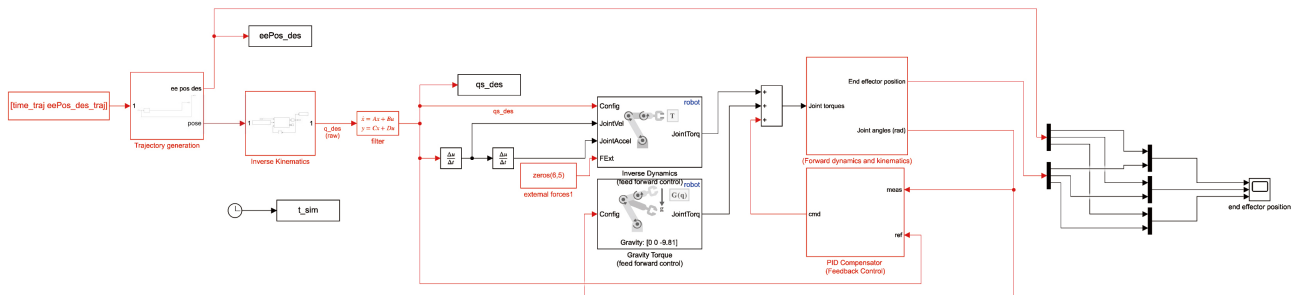 eePos_des
[time_traj eePos_des_traj]
1
ee pos des
pose
Trajectory generation
1
1
Inverse Kinematics
q_des
(raw)
ẋ = Ax + Bu
y = Cx + Du
filter
qs_des
qs_des
t_sim
Δu
Δt
Δu
Δt
zeros(6,5)
external forces1
robot
Config
JointVel
JointAccel
FExt
T
JointTorq
Inverse Dynamics
(feed forward control)
robot
Config
G(q)
g
JointTorq
Gravity: [0 0 -9.81]
Gravity Torque
(feed forward control)
+
+
+
Joint torques
End effector position
Joint angles (rad)
(Forward dynamics and kinematics)
cmd
meas
ref
PID Compensator
(Feedback Control)
end effector position